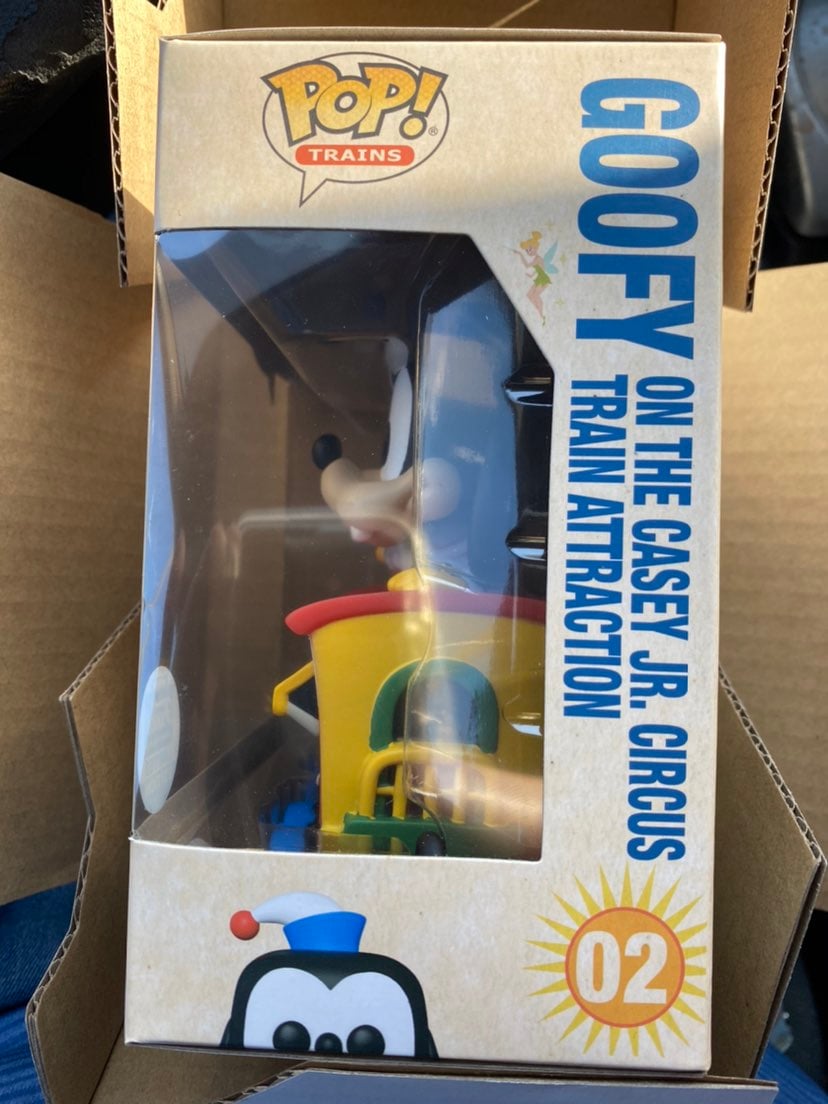 POP!®
TRAINS
GOOFY
ON THE CASEY JR. CIRCUS
TRAIN ATTRACTION
02